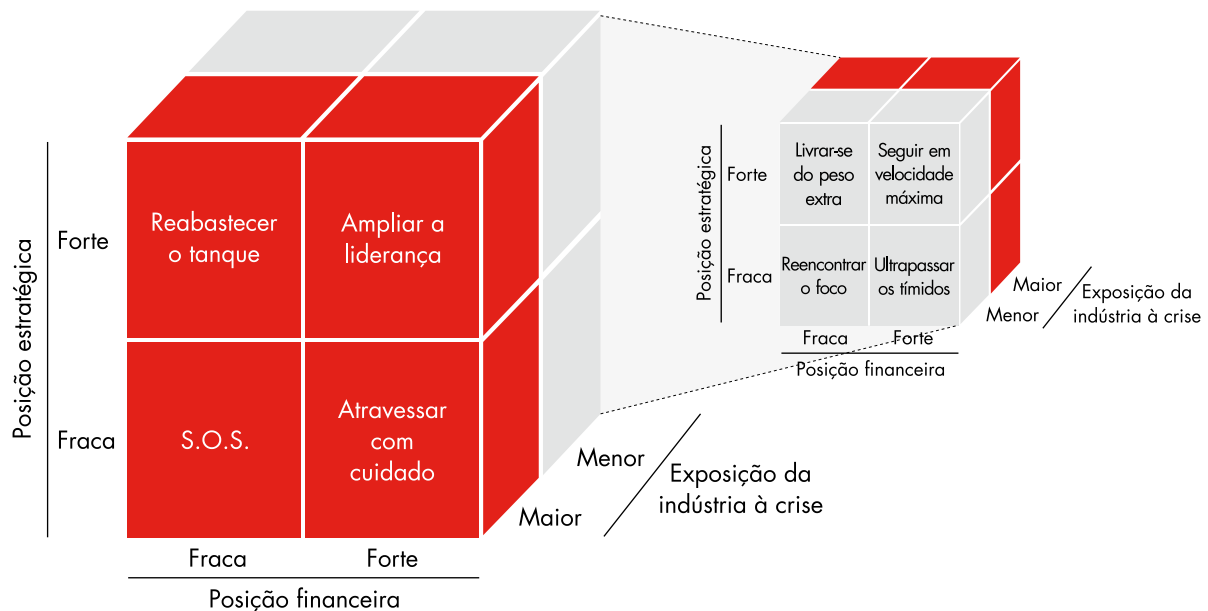 Posição estratégica
Forte
Fraca
Reabastecer
o tanque
Ampliar a
liderança
S.O.S.
Atravessar
com
cuidado
Fraca
Forte
Posição financeira
Menor
Maior
Exposição da
indústria à crise
Posição estratégica
Forte
Fraca
Livrar-se
do peso
extra
Seguir em
velocidade
máxima
Reencontrar
o foco
Ultrapassar
os tímidos
Fraca
Forte
Posição financeira
Maior
Menor
Exposição da
indústria à crise